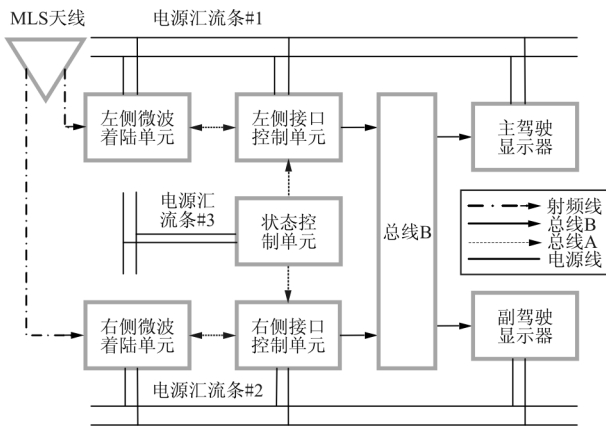 MLS天线
电源汇流条#1
左侧微波
着陆单元
左侧接口
控制单元
主驾驶
显示器
电源汇
流条#3
状态控
制单元
总线B
射频线
总线B
总线A
电源线
右侧微波
着陆单元
右侧接口
控制单元
副驾驶
显示器
电源汇流条#2